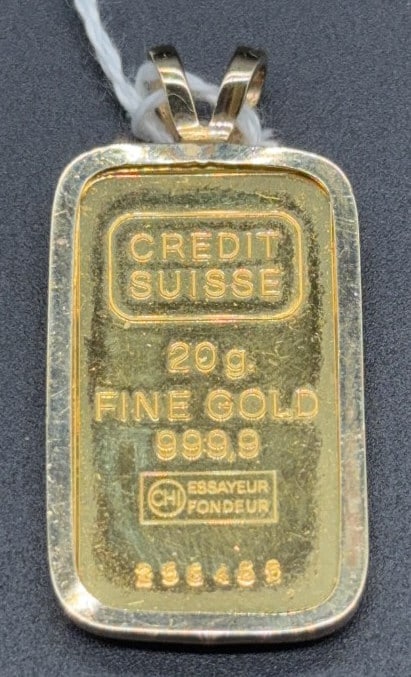 CREDIT
SUISSE
20g.
FINE GOLD
999,9
CHI ESSAYEUR
FONDEUR